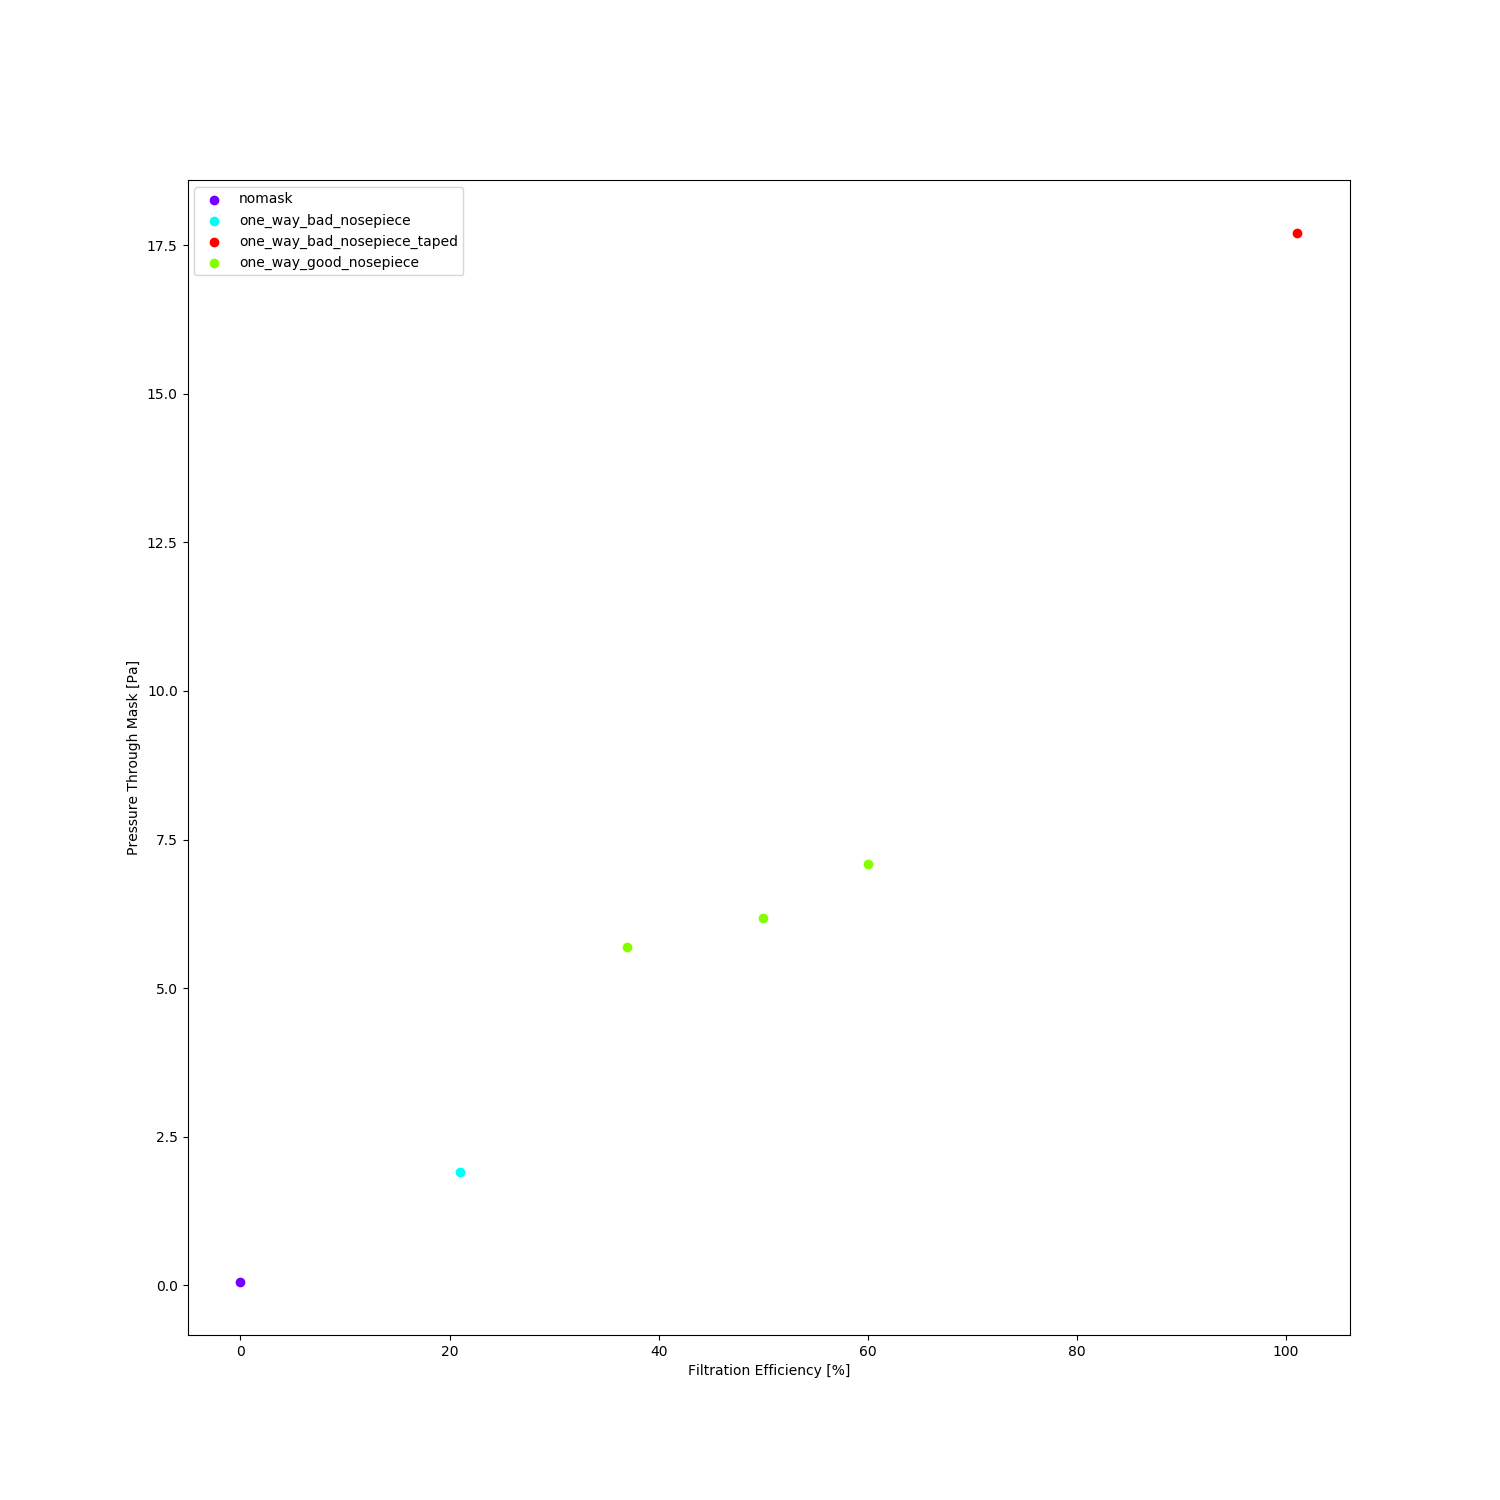 nomask
one_way_bad_nosepiece
one_way_bad_nosepiece_taped
one_way_good_nosepiece
17.5
15.0
12.5
10.0
7.5
5.0
2.5
0.0
Pressure Through Mask [Pa]
0 20 40 60 80 100
Filtration Efficiency [%]